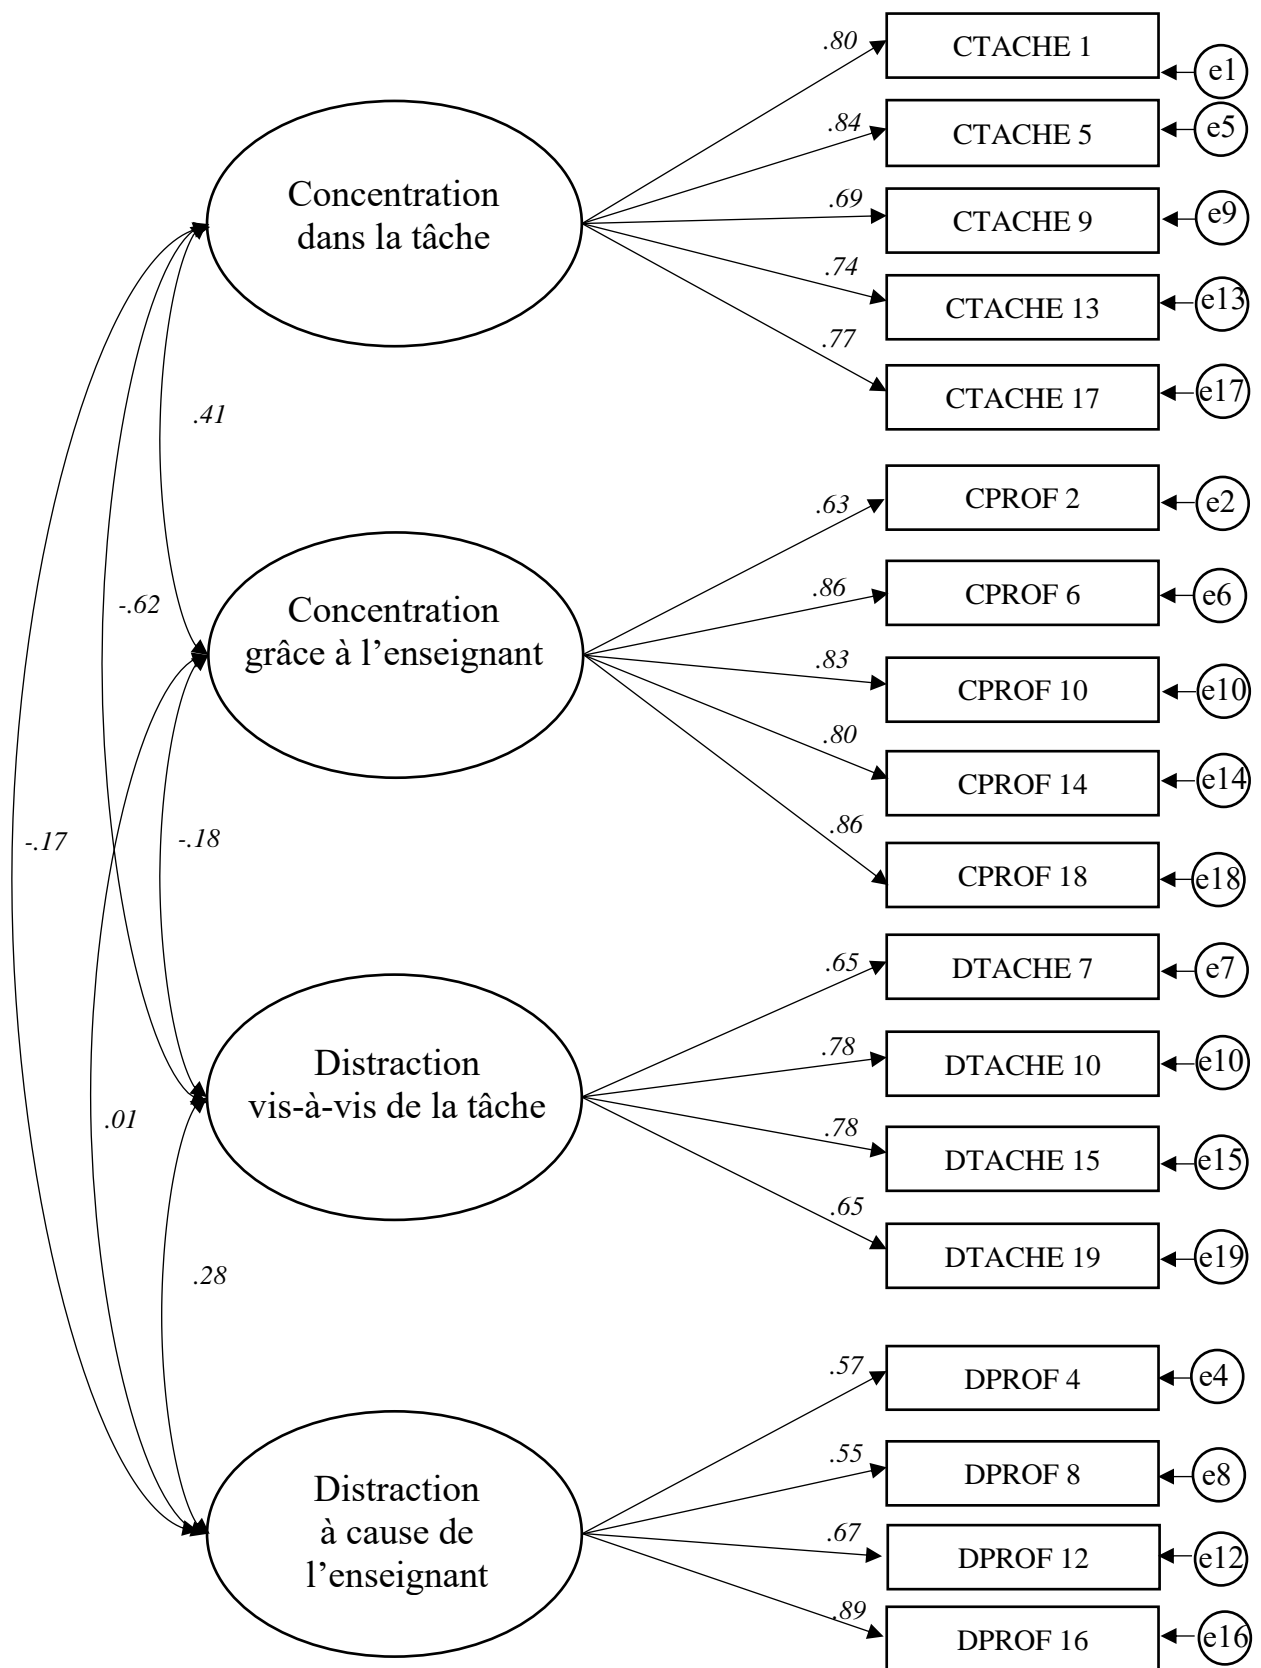 .80
CTACHE 1
e1
.84
CTACHE 5
e5
Concentration
dans la tâche
.69
CTACHE 9
e9
.74
CTACHE 13
e13
.77
CTACHE 17
e17
.41
.63
CPROF 2
e2
-.62
.86
CPROF 6
e6
Concentration
grâce à l’enseignant
.83
CPROF 10
e10
.80
CPROF 14
e14
-.17
-.18
.86
CPROF 18
e18
.65
DTACHE 7
e7
.78
DTACHE 10
e10
Distraction
vis-à-vis de la tâche
.01
.78
DTACHE 15
e15
.65
DTACHE 19
e19
.28
.57
DPROF 4
e4
.55
DPROF 8
e8
Distraction
à cause de
l’enseignant
.67
DPROF 12
e12
.89
DPROF 16
e16